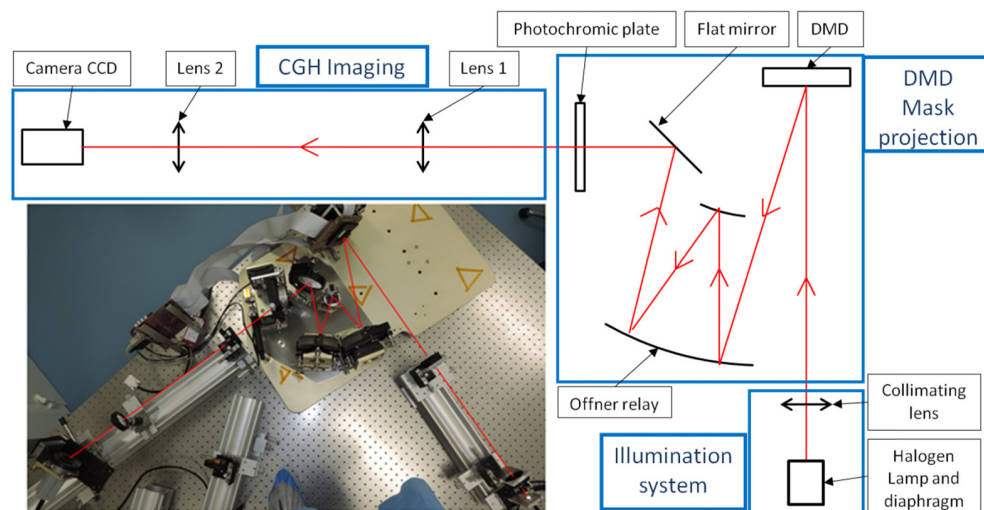 Photochromic plate
Flat mirror
DMD
Camera CCD
Lens 2
CGH Imaging
Lens 1
DMD
Mask
projection
Offner relay
Collimating
lens
Illumination
system
Halogen
Lamp and
diaphragm